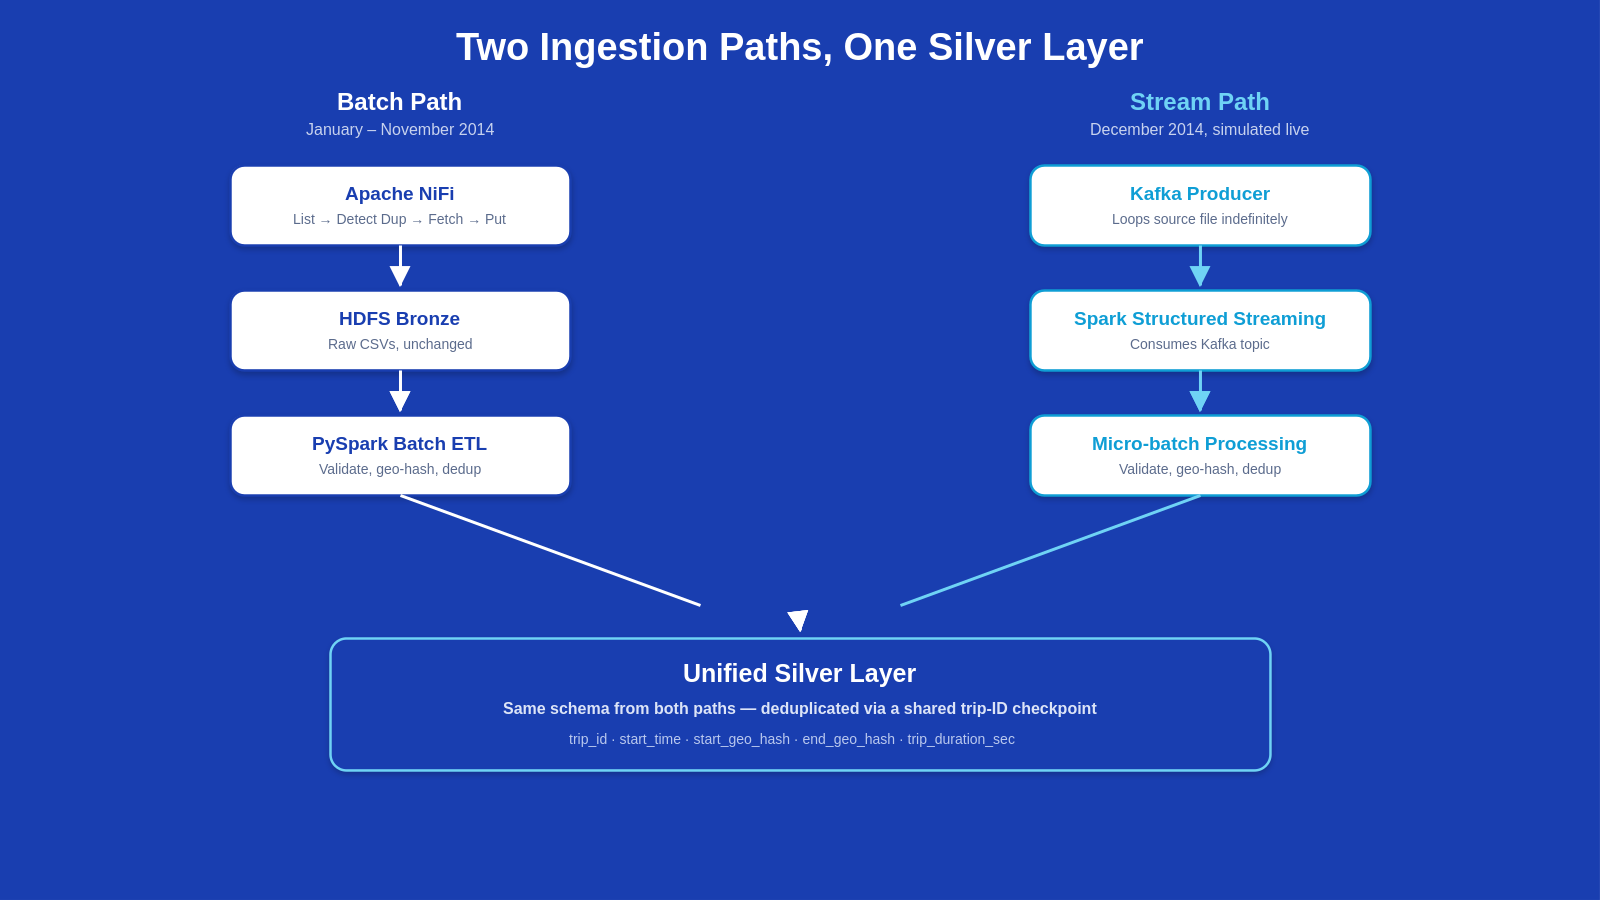 Two Ingestion Paths, One Silver Layer
Batch Path
January – November 2014
Apache NiFi
List → Detect Dup → Fetch → Put
HDFS Bronze
Raw CSVs, unchanged
PySpark Batch ETL
Validate, geo-hash, dedup
Stream Path
December 2014, simulated live
Kafka Producer
Loops source file indefinitely
Spark Structured Streaming
Consumes Kafka topic
Micro-batch Processing
Validate, geo-hash, dedup
Unified Silver Layer
Same schema from both paths — deduplicated via a shared trip-ID checkpoint
trip_id · start_time · start_geo_hash · end_geo_hash · trip_duration_sec